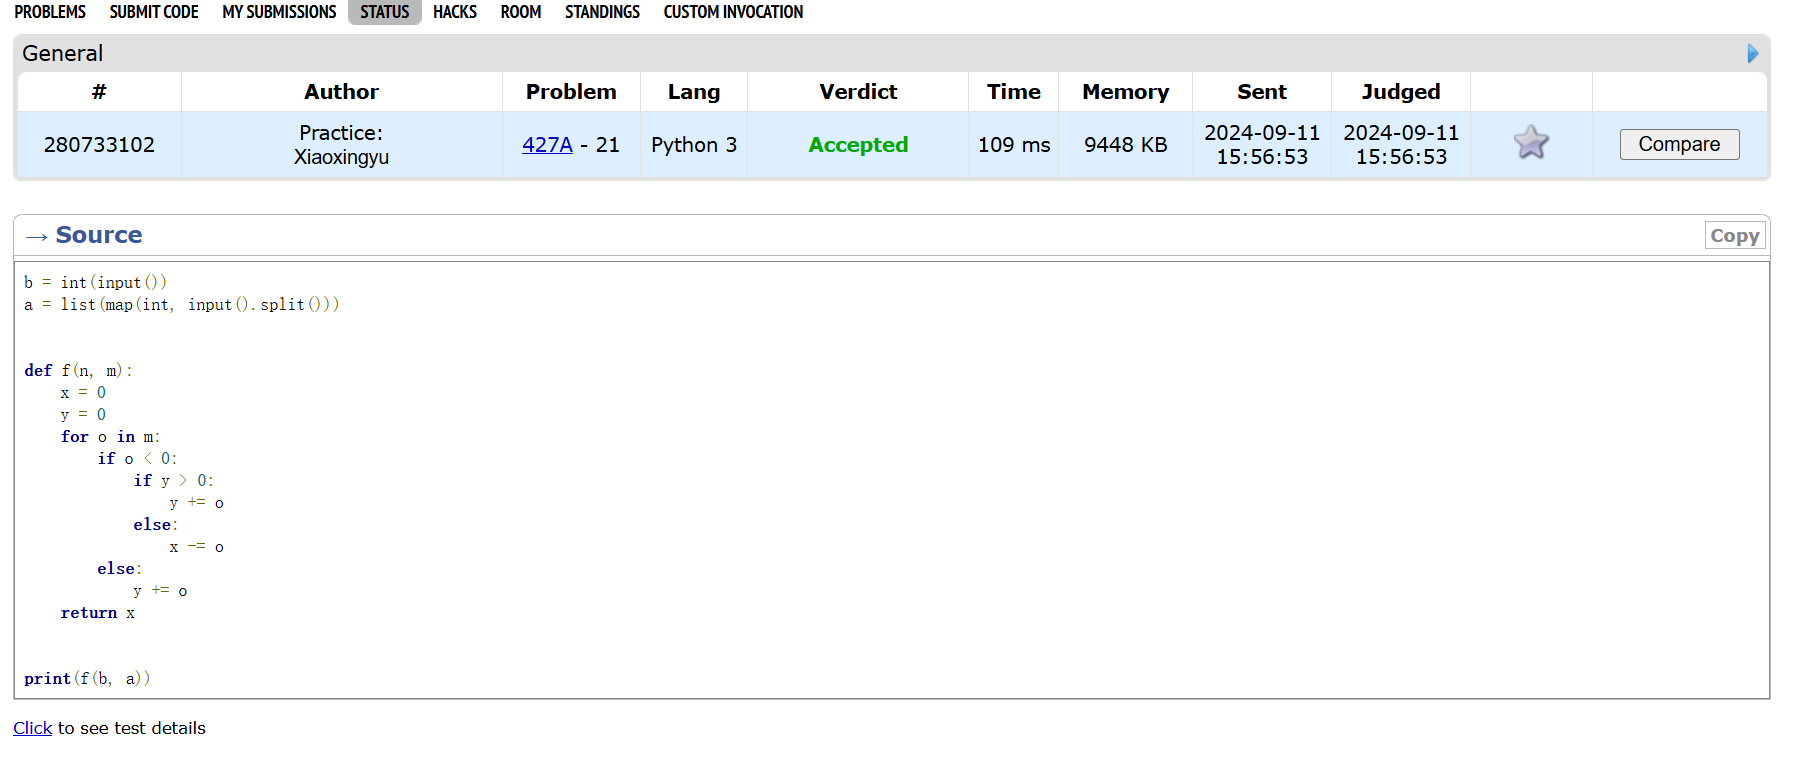 PROBLEMS SUBMIT CODE MY SUBMISSIONS STATUS HACKS ROOM STANDINGS CUSTOM INVOCATION
General
# Author Problem Lang Verdict Time Memory Sent Judged
280733102 Practice: Xiaoxingyu 427A - 21 Python 3 Accepted 109 ms 9448 KB 2024-09-11 15:56:53 2024-09-11 15:56:53 Compare
→ Source Copy
b = int(input())
a = list(map(int, input().split()))
def f(n, m):
    x = 0
    y = 0
    for o in m:
        if o < 0:
            if y > 0:
                y += o
            else:
                x -= o
        else:
            y += o
    return x
print(f(b, a))
Click to see test details